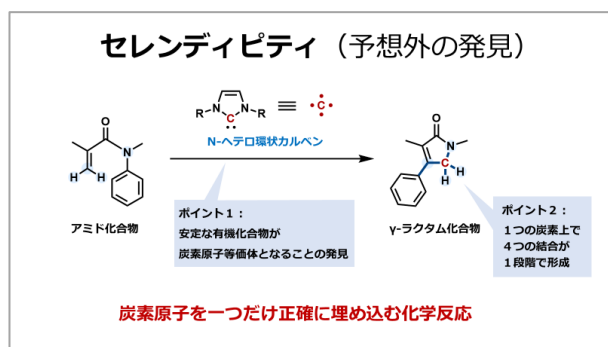 セレンディピティ（予想外の発見）
O
N
H H
アミド化合物
R N N R
C
≡ C
N-ヘテロ環状カルベン
ポイント１：
安定な有機化合物が
炭素原子等価体となることの発見
O
N
C
H H
γ-ラクタム化合物
ポイント２：
１つの炭素上で
４つの結合が
１段階で形成
炭素原子を一つだけ正確に埋め込む化学反応